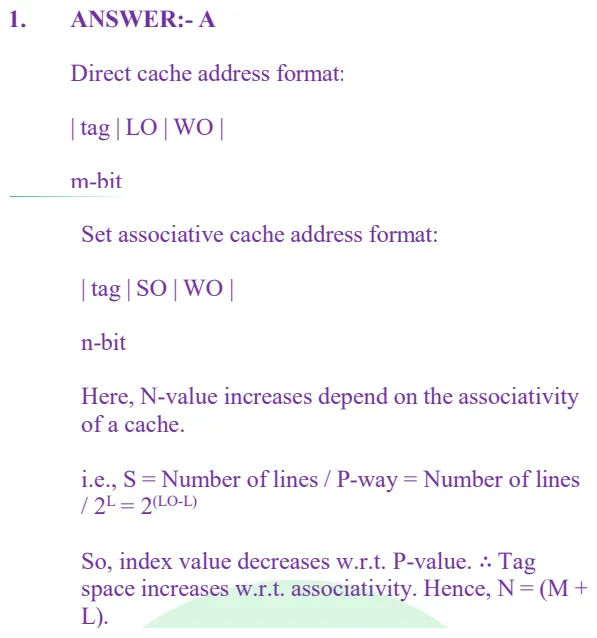 1. ANSWER:- A
Direct cache address format:
| tag | LO | WO |
m-bit
Set associative cache address format:
| tag | SO | WO |
n-bit
Here, N-value increases depend on the associativity
of a cache.
i.e., S = Number of lines / P-way = Number of lines
/ 2^L = 2^(LO-L)
So, index value decreases w.r.t. P-value. ∴ Tag
space increases w.r.t. associativity. Hence, N = (M +
L).